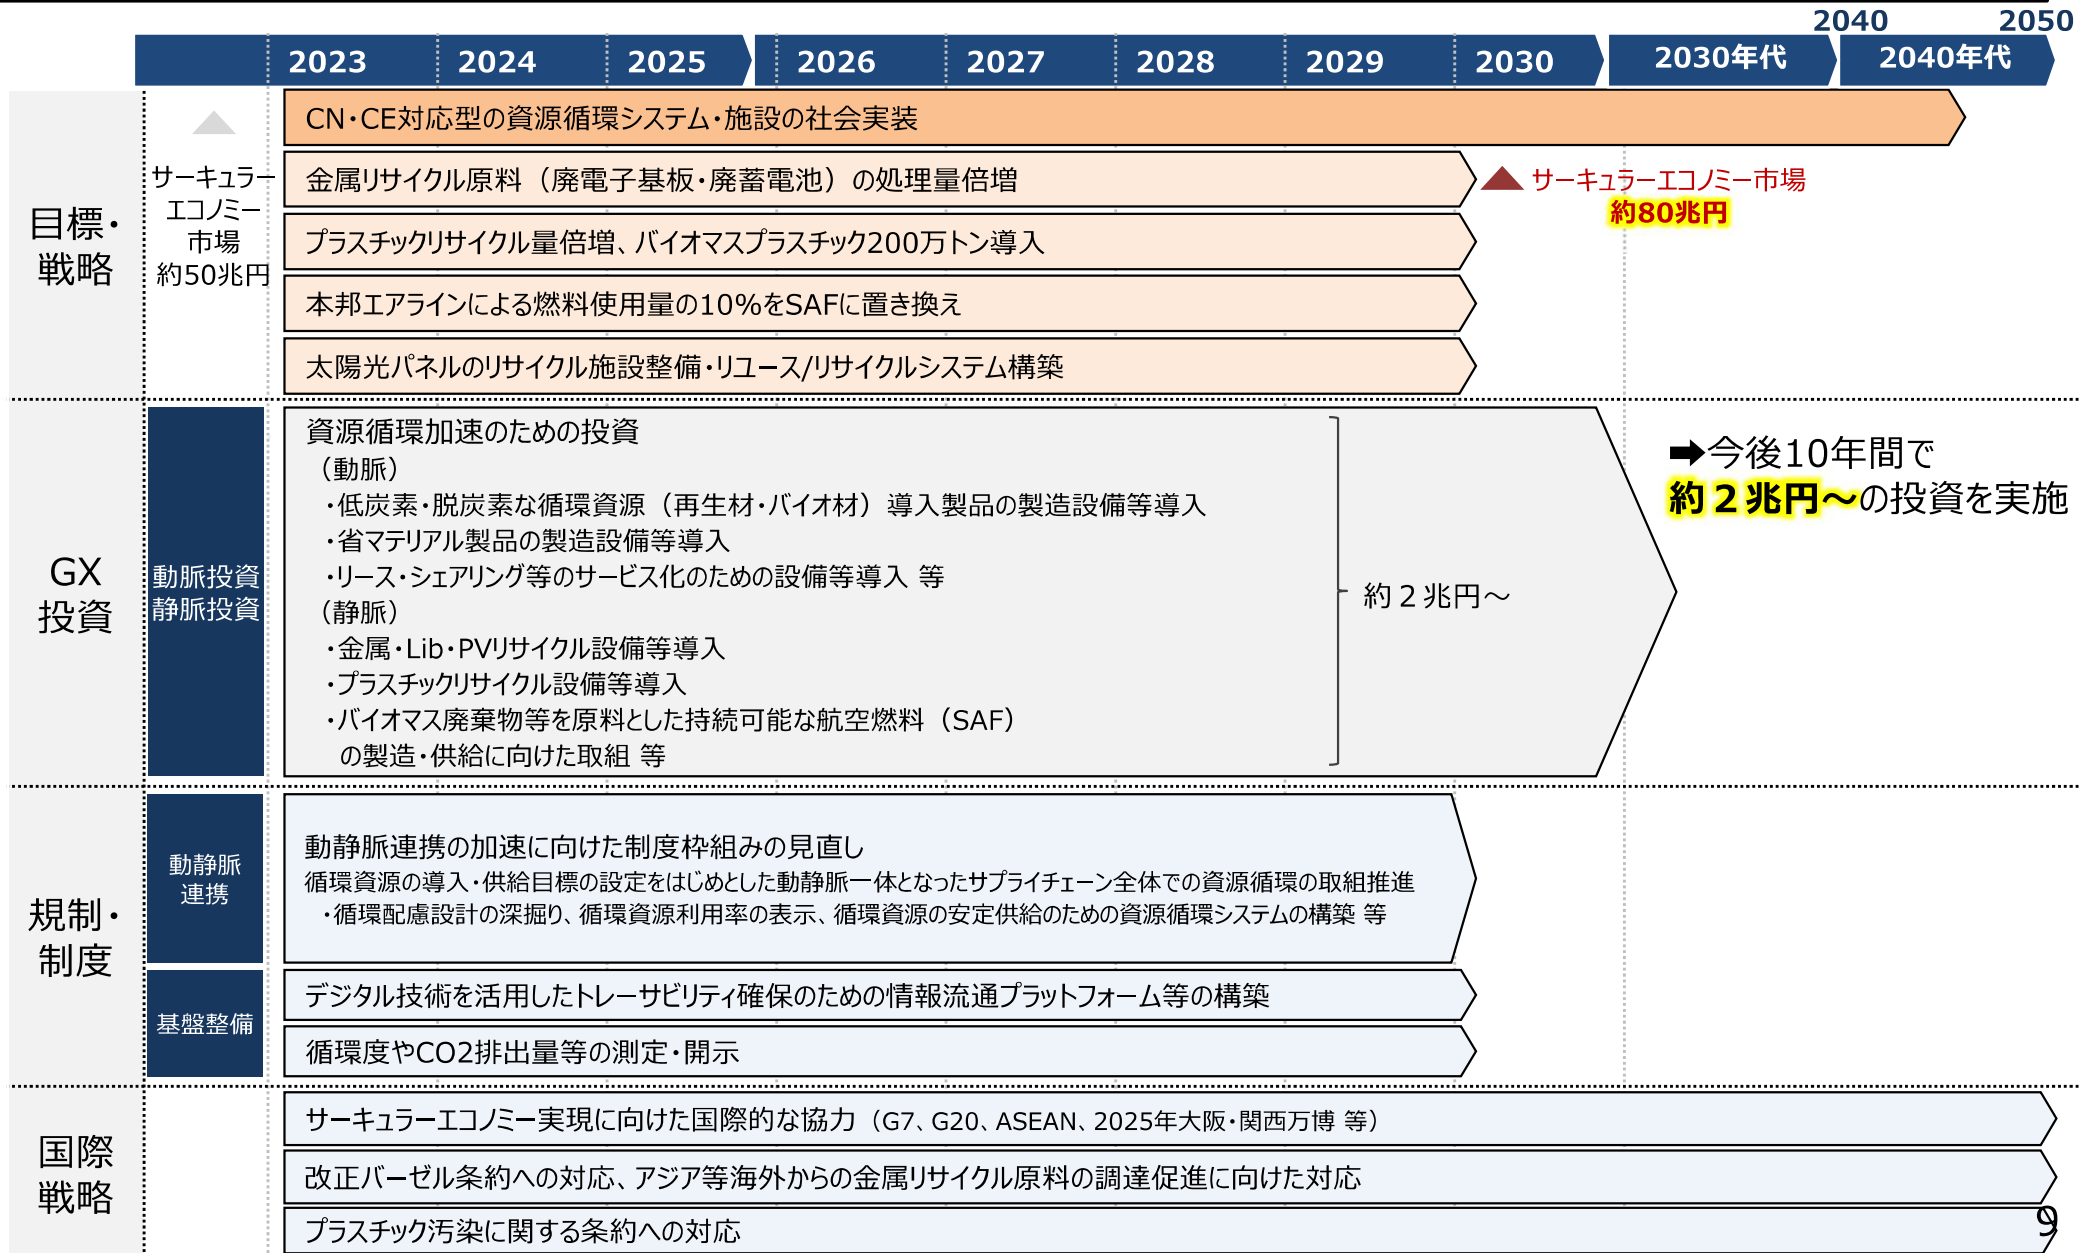 2040
2050
2023
2024
2025
2026
2027
2028
2029
2030
2030年代
2040年代
目標・
戦略
サーキュラー
エコノミー
市場
約50兆円
CN・CE対応型の資源循環システム・施設の社会実装
金属リサイクル原料（廃電子基板・廃蓄電池）の処理量倍増
サーキュラーエコノミー市場
約80兆円
プラスチックリサイクル量倍増、バイオマスプラスチック200万トン導入
本邦エアラインによる燃料使用量の10%をSAFに置き換え
太陽光パネルのリサイクル施設整備・リユース/リサイクルシステム構築
GX
投資
動脈投資
静脈投資
資源循環加速のための投資
（動脈）
・低炭素・脱炭素な循環資源（再生材・バイオ材）導入製品の製造設備等導入
・省マテリアル製品の製造設備等導入
・リース・シェアリング等のサービス化のための設備等導入 等
（静脈）
・金属・Lib・PVリサイクル設備等導入
・プラスチックリサイクル設備等導入
・バイオマス廃棄物等を原料とした持続可能な航空燃料（SAF）
の製造・供給に向けた取組 等
約２兆円～
➡今後10年間で
約２兆円～の投資を実施
規制・
制度
動静脈
連携
動静脈連携の加速に向けた制度枠組みの見直し
循環資源の導入・供給目標の設定をはじめとした動静脈一体となったサプライチェーン全体での資源循環の取組推進
・循環配慮設計の深掘り、循環資源利用率の表示、循環資源の安定供給のための資源循環システムの構築 等
基盤整備
デジタル技術を活用したトレーサビリティ確保のための情報流通プラットフォーム等の構築
循環度やCO2排出量等の測定・開示
国際
戦略
サーキュラーエコノミー実現に向けた国際的な協力（G7、G20、ASEAN、2025年大阪・関西万博 等）
改正バーゼル条約への対応、アジア等海外からの金属リサイクル原料の調達促進に向けた対応
プラスチック汚染に関する条約への対応
9